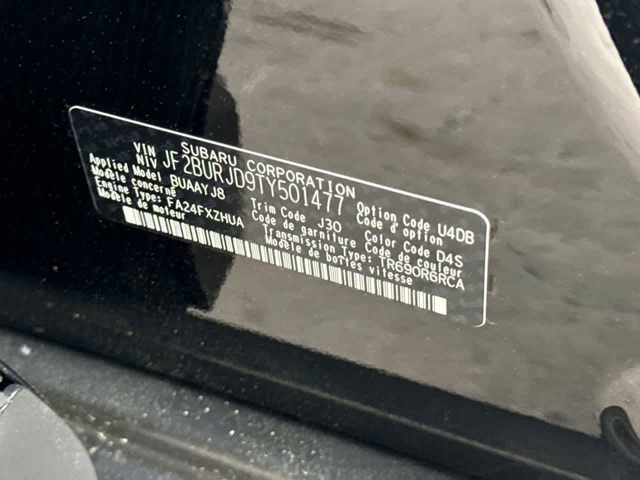 SUBARU CORPORATION
VIN
NIV JF2BURJD9TY501477
Applied Model BUAAYJ8 Option Code U4DB
Modèle concerné Code d'option
Engine Type: FA24FXZHUA Trim Code J30 Color Code D4S
Modèle de moteur Code de garniture Code de couleur
Transmission Type: TR690R6RCA
Modèle de boîtes vitesse